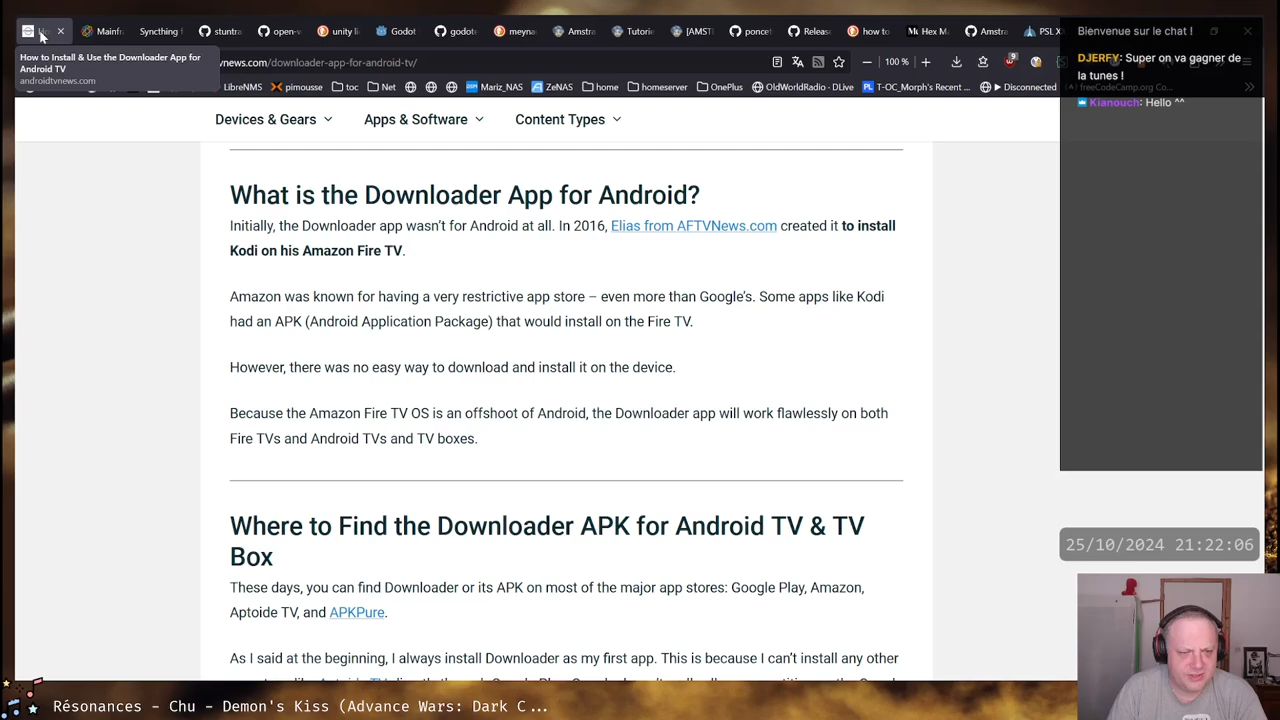 Ho
Mainfr
Syncthing
stuntra
open-v
unity li
Godot
godote
meyna
Amstra
Tutorie
[AMST
poncet
Releas
how to
Hex M
Amstra
PSL X
How to Install & Use the Downloader App for
Android TV
androidtvnews.com
vnews.com/downloader-app-for-android-tv/
100 %
9
LibreNMS
pimousse
toc
Net
Mariz_NAS
ZeNAS
home
homeserver
OnePlus
OldWorldRadio - DLive
T-OC_Morph's Recent ...
Disconnected
freeCodeCamp.org Co...
Bienvenue sur le chat !
DJERFY: Super on va gagner de
la tunes !
Kianouch: Hello ^^
Devices & Gears
Apps & Software
Content Types
What is the Downloader App for Android?
Initially, the Downloader app wasn’t for Android at all. In 2016, Elias from AFTVNews.com created it to install
Kodi on his Amazon Fire TV.
Amazon was known for having a very restrictive app store – even more than Google’s. Some apps like Kodi
had an APK (Android Application Package) that would install on the Fire TV.
However, there was no easy way to download and install it on the device.
Because the Amazon Fire TV OS is an offshoot of Android, the Downloader app will work flawlessly on both
Fire TVs and Android TVs and TV boxes.
Where to Find the Downloader APK for Android TV & TV
Box
These days, you can find Downloader or its APK on most of the major app stores: Google Play, Amazon,
Aptoide TV, and APKPure.
As I said at the beginning, I always install Downloader as my first app. This is because I can’t install any other
25/10/2024 21:22:06
Résonances - Chu - Demon's Kiss (Advance Wars: Dark C...